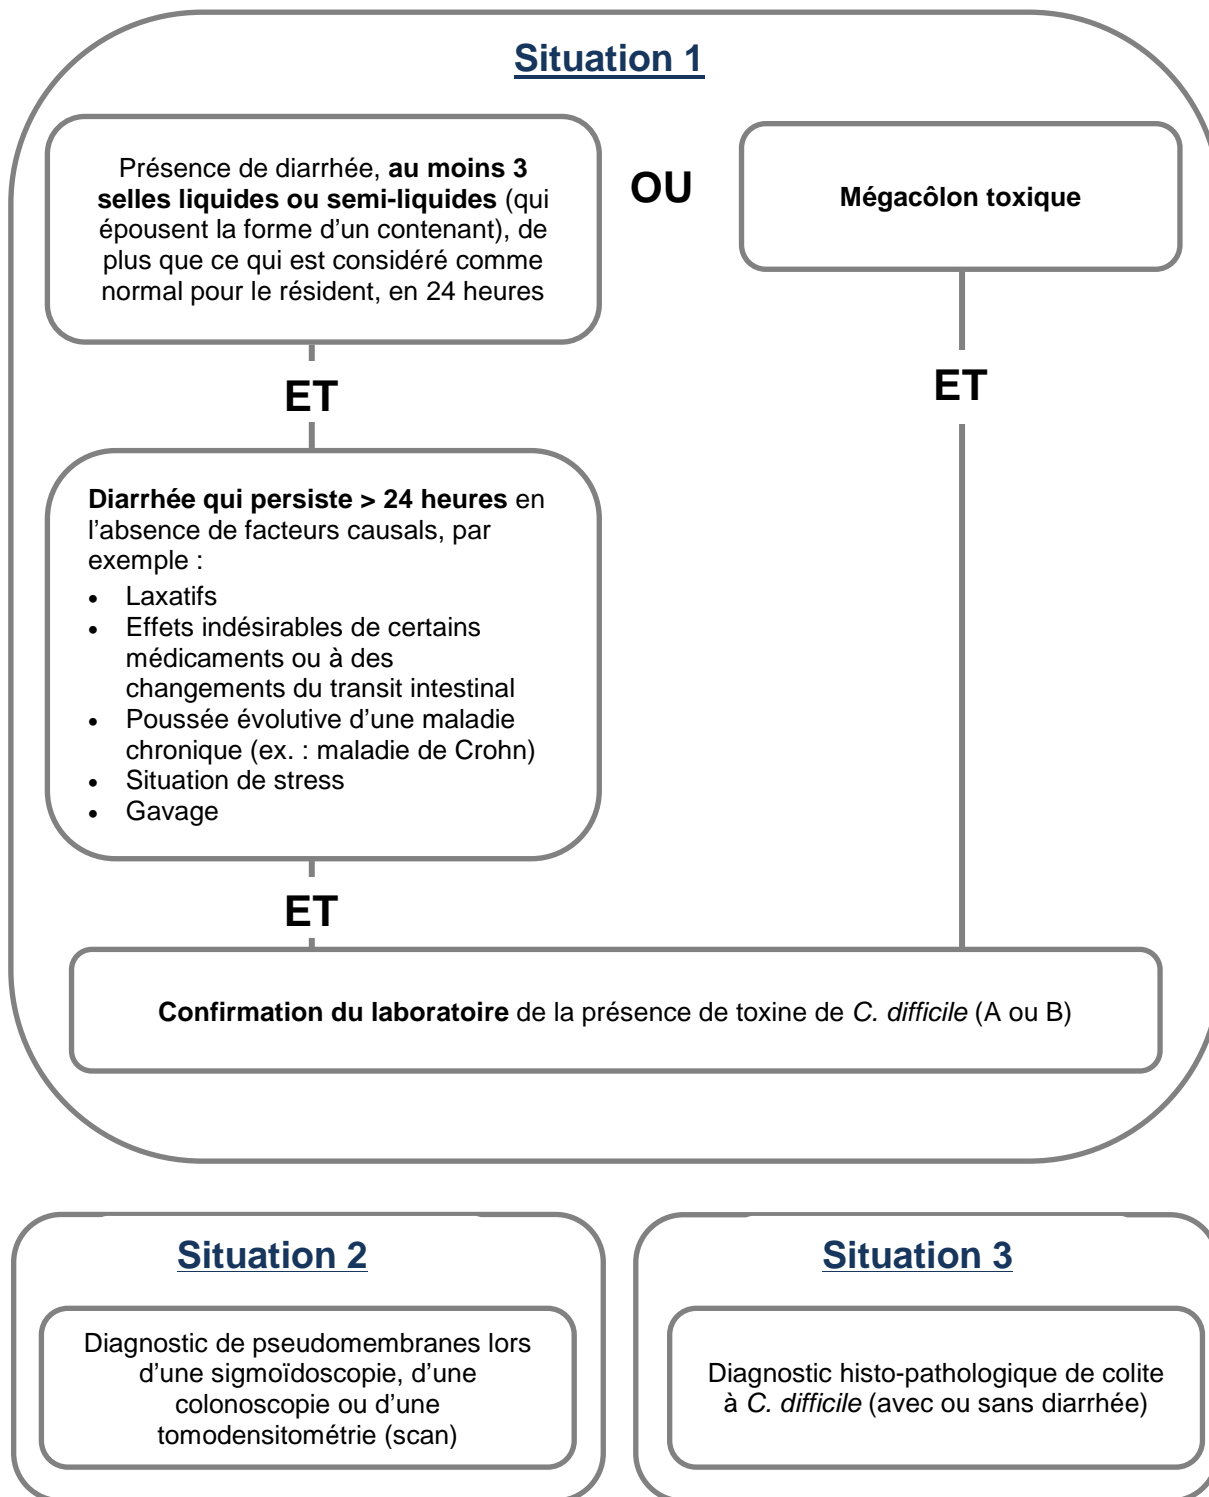 Situation 1
Présence de diarrhée, au moins 3
selles liquides ou semi-liquides (qui
épousent la forme d'un contenant), de
plus que ce qui est considéré comme
normal pour le résident, en 24 heures
OU
Mégacôlon toxique
ET
ET
Diarrhée qui persiste > 24 heures en
l'absence de facteurs causals, par
exemple :
• Laxatifs
• Effets indésirables de certains
médicaments ou à des
changements du transit intestinal
• Poussée évolutive d'une maladie
chronique (ex. : maladie de Crohn)
• Situation de stress
• Gavage
ET
Confirmation du laboratoire de la présence de toxine de C. difficile (A ou B)
Situation 2
Diagnostic de pseudomembranes lors
d'une sigmoïdoscopie, d'une
colonoscopie ou d'une
tomodensitométrie (scan)
Situation 3
Diagnostic histo-pathologique de colite
à C. difficile (avec ou sans diarrhée)